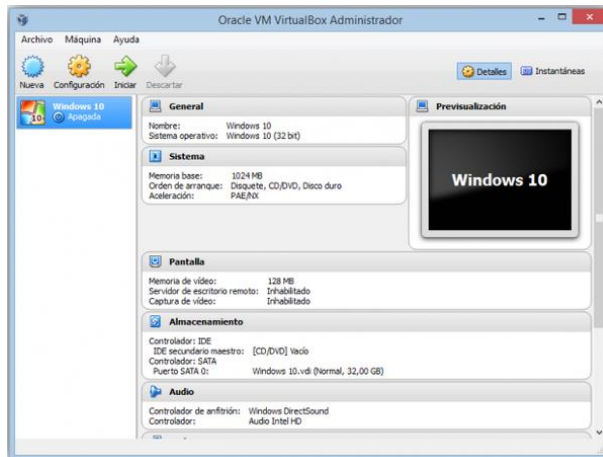 Oracle VM VirtualBox Administrador
Archivo Máquina Ayuda
Nueva Configuración Iniciar Descartar
Detalles Instantáneas
Windows 10
Apagada
General
Nombre: Windows 10
Sistema operativo: Windows 10 (32 bit)
Sistema
Memoria base: 1024 MB
Orden de arranque: Disquete, CD/DVD, Disco duro
Aceleración: PAE/NX
Previsualización
Windows 10
Pantalla
Memoria de vídeo: 128 MB
Servidor de escritorio remoto: Inhabilitado
Captura de vídeo: Inhabilitado
Almacenamiento
Controlador: IDE
IDE secundario maestro: [CD/DVD] Vacío
Controlador: SATA
Puerto SATA 0: Windows 10.vdi (Normal, 32,00 GB)
Audio
Controlador de anfitrión: Windows DirectSound
Controlador: Audio Intel HD